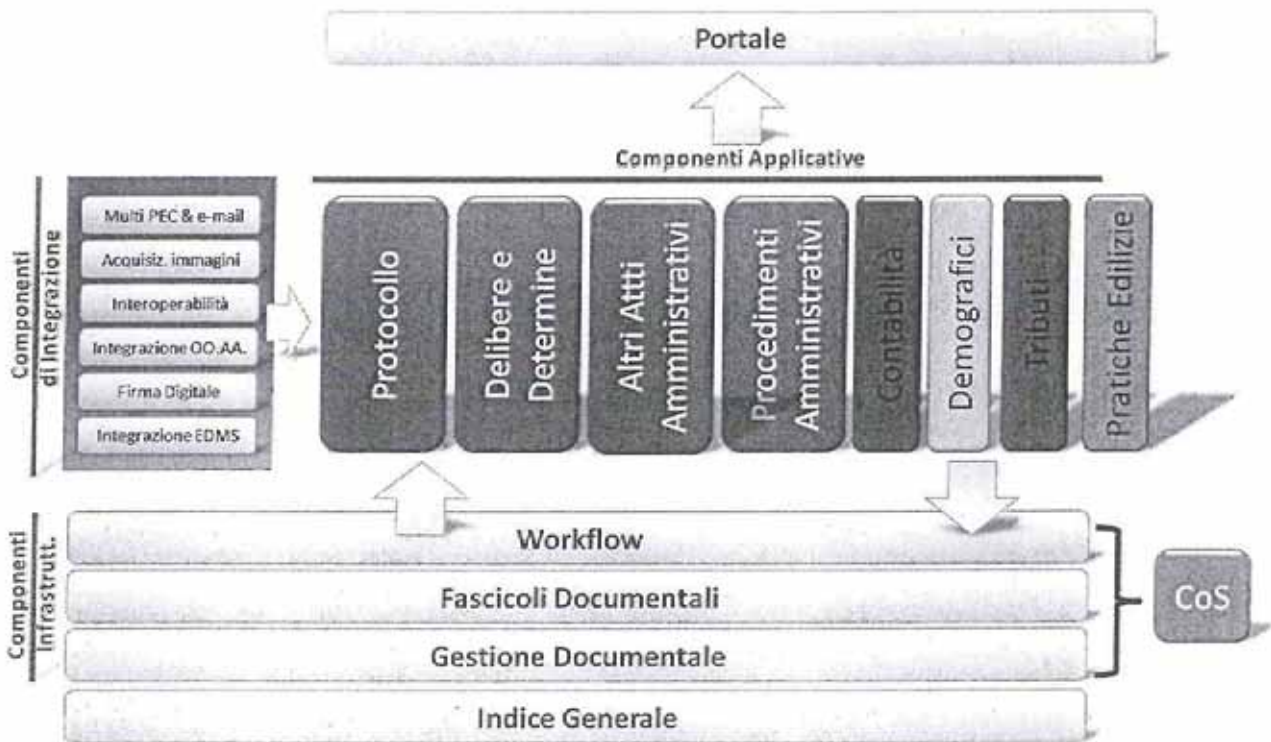 Portale
Componenti Applicative
Componenti
di Integrazione
Multi PEC & e-mail
Acquisiz. immagini
Interoperabilità
Integrazione OO.AA.
Firma Digitale
Integrazione EDMS
Protocollo
Delibere e
Determine
Altri Atti
Amministrativi
Procedimenti
Amministrativi
Contabilità
Demografici
Tributi...
Pratiche Edilizie
Componenti
Infrastrutt.
Workflow
Fascicoli Documentali
Gestione Documentale
CoS
Indice Generale